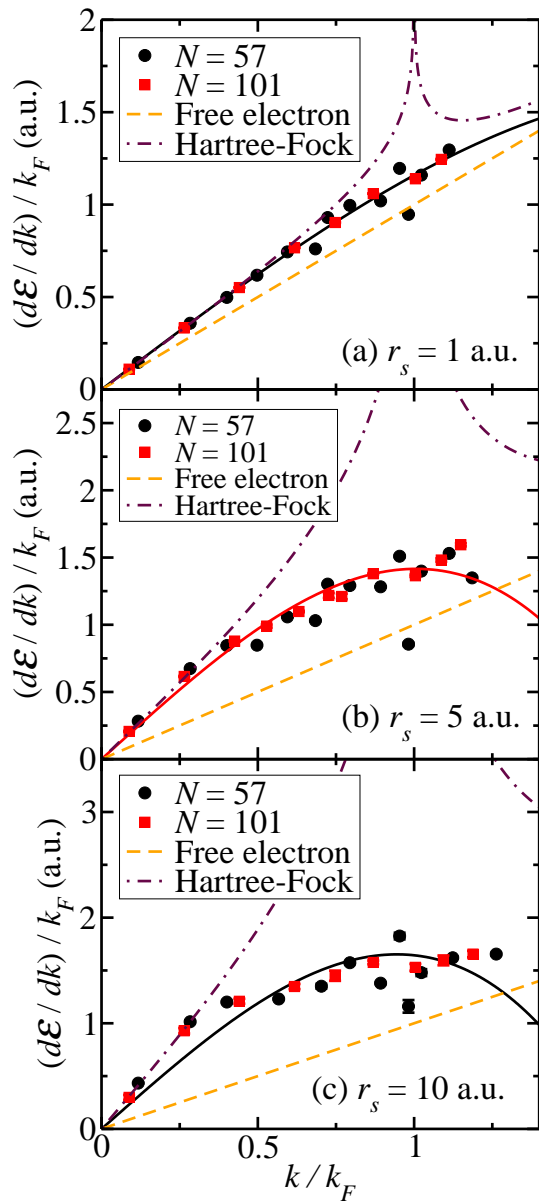 2
1.5
1
0.5
0
(dℰ / dk) / k_F (a.u.)
N = 57
N = 101
Free electron
Hartree-Fock
(a) r_s = 1 a.u.
2.5
2
1.5
1
0.5
0
(dℰ / dk) / k_F (a.u.)
N = 57
N = 101
Free electron
Hartree-Fock
(b) r_s = 5 a.u.
3
2
1
0
(dℰ / dk) / k_F (a.u.)
N = 57
N = 101
Free electron
Hartree-Fock
(c) r_s = 10 a.u.
0 0.5 1
k / k_F